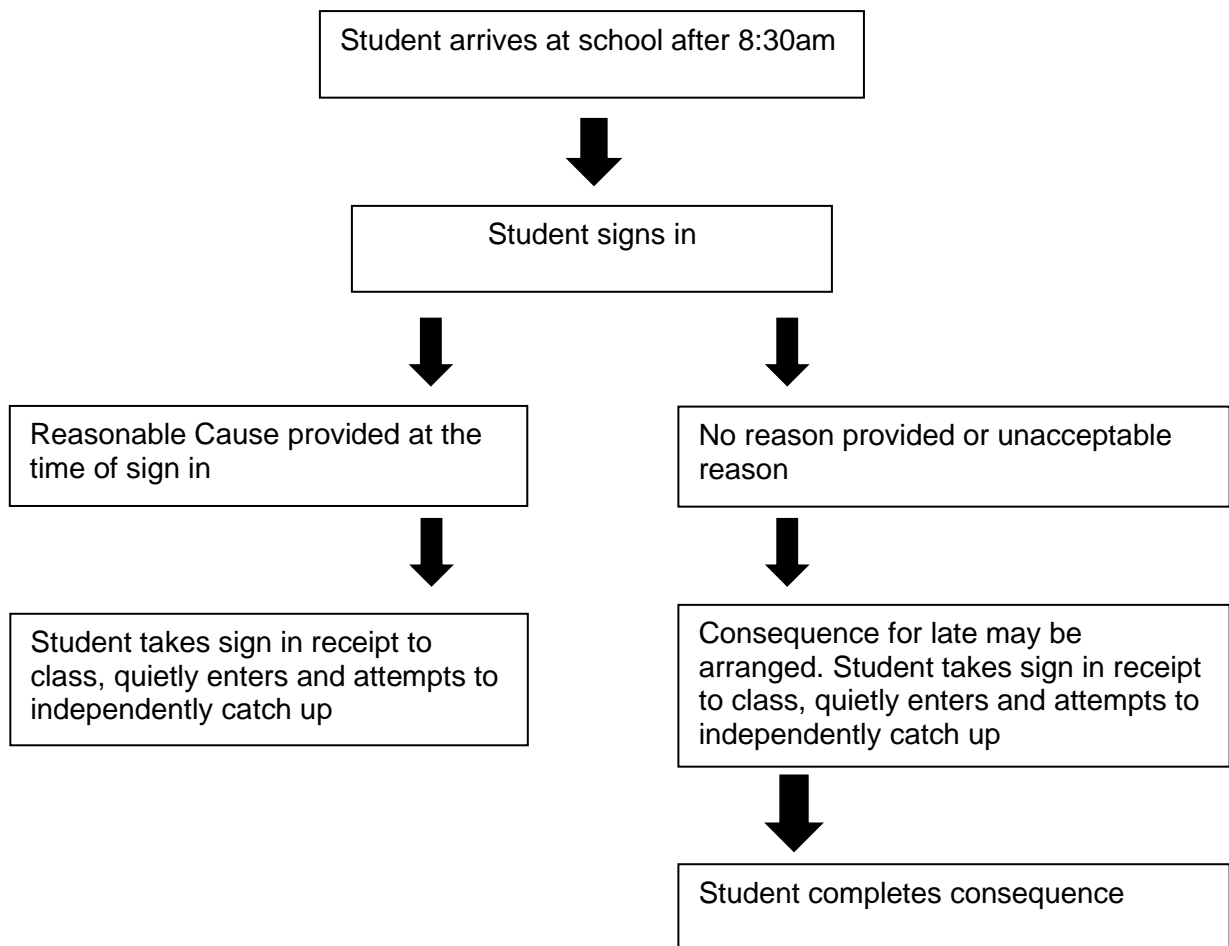 Student arrives at school after 8:30am
Student signs in
Reasonable Cause provided at the
time of sign in
No reason provided or unacceptable
reason
Student takes sign in receipt to
class, quietly enters and attempts to
independently catch up
Consequence for late may be
arranged. Student takes sign in receipt
to class, quietly enters and attempts to
independently catch up
Student completes consequence